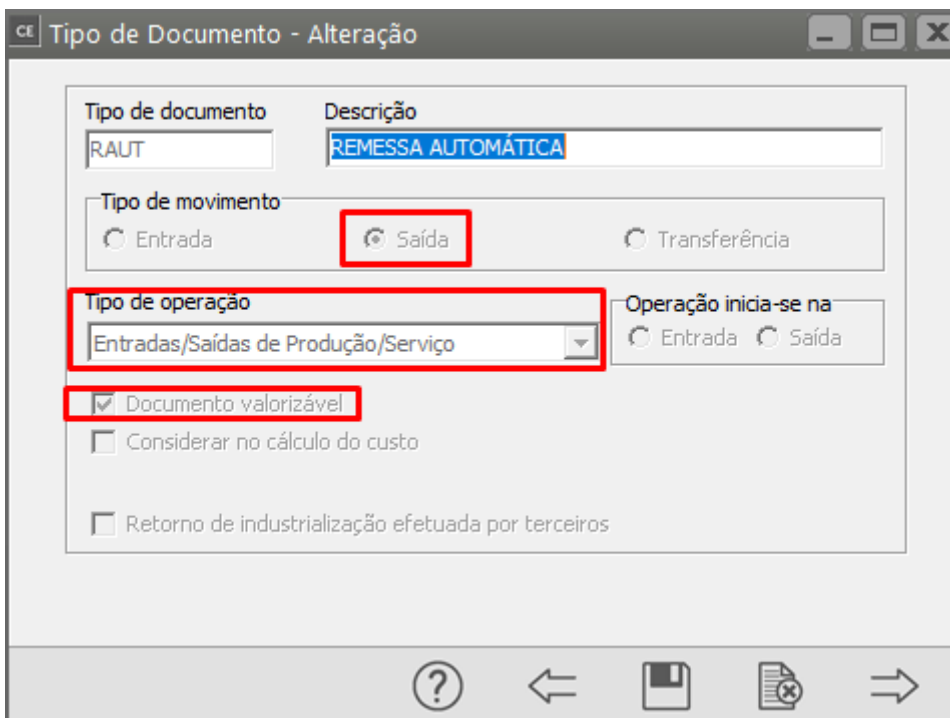 CE Tipo de Documento - Alteração
Tipo de documento
Descrição
RAUT
REMESSA AUTOMÁTICA
Tipo de movimento
Entrada
Saída
Transferência
Tipo de operação
Operação inicia-se na
Entradas/Saídas de Produção/Serviço
Entrada
Saída
Documento valorizável
Considerar no cálculo do custo
Retorno de industrialização efetuada por terceiros
?